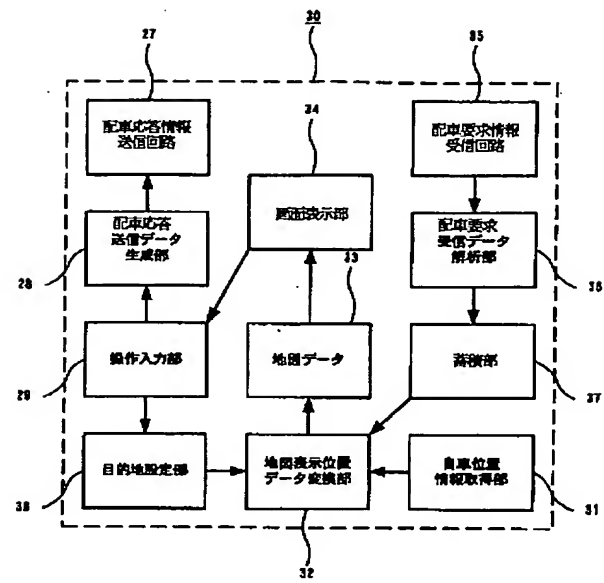 30
27
35
34
配車応答情報
送信回路
配車要求情報
受信回路
画面表示部
配車応答
送信データ
生成部
配車要求
受信データ
解析部
28
33
36
操作入力部
地図データ
蓄積部
29
37
目的地設定部
地図表示位置
データ変換部
自車位置
情報取得部
38
31
32